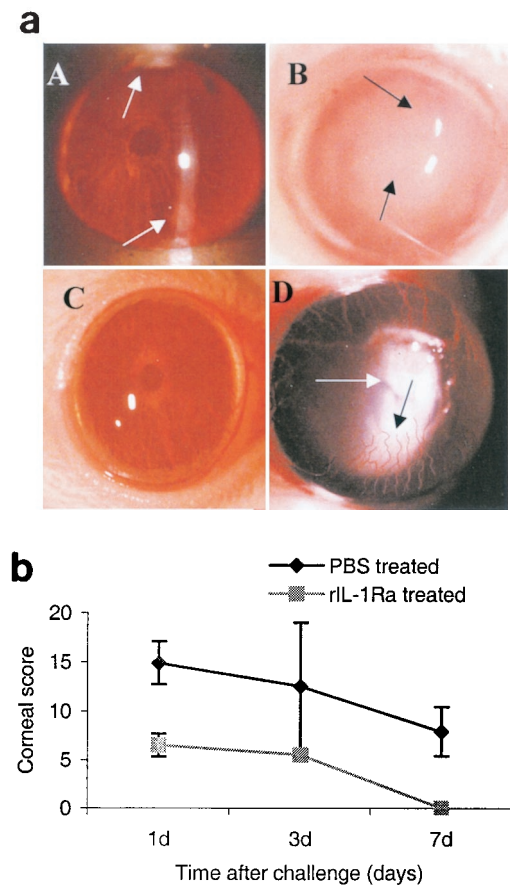 a
A
B
C
D
b
PBS treated
rIL-1Ra treated
20
15
10
5
0
Corneal score
1d 3d 7d
Time after challenge (days)